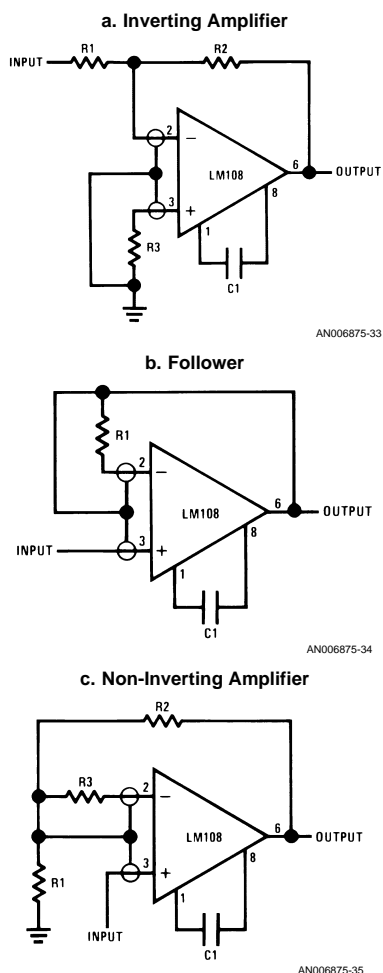 a. Inverting Amplifier
R1
R2
INPUT
2
6
OUTPUT
LM108
8
3
R3
1
C1
AN006875-33
b. Follower
R1
2
6
OUTPUT
LM108
8
INPUT
3
1
C1
AN006875-34
c. Non-Inverting Amplifier
R2
R3
2
6
OUTPUT
LM108
8
3
R1
1
INPUT
C1
AN006875-35